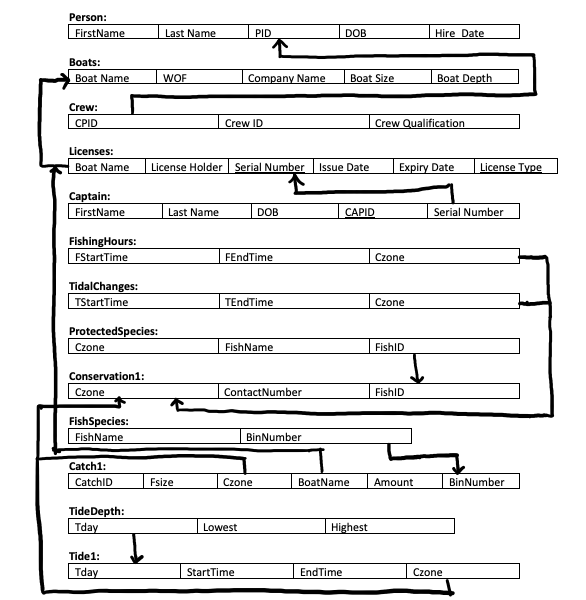 Person:
FirstName Last Name PID DOB Hire Date
Boats:
Boat Name WOF Company Name Boat Size Boat Depth
Crew:
CPID Crew ID Crew Qualification
Licenses:
Boat Name License Holder Serial Number Issue Date Expiry Date License Type
Captain:
FirstName Last Name DOB CAPID Serial Number
FishingHours:
FStartTime FEndTime Czone
TidalChanges:
TStartTime TEndTime Czone
ProtectedSpecies:
Czone FishName FishID
Conservation1:
Czone ContactNumber FishID
FishSpecies:
FishName BinNumber
Catch1:
CatchID Fsize Czone BoatName Amount BinNumber
TideDepth:
Tday Lowest Highest
Tide1:
Tday StartTime EndTime Czone